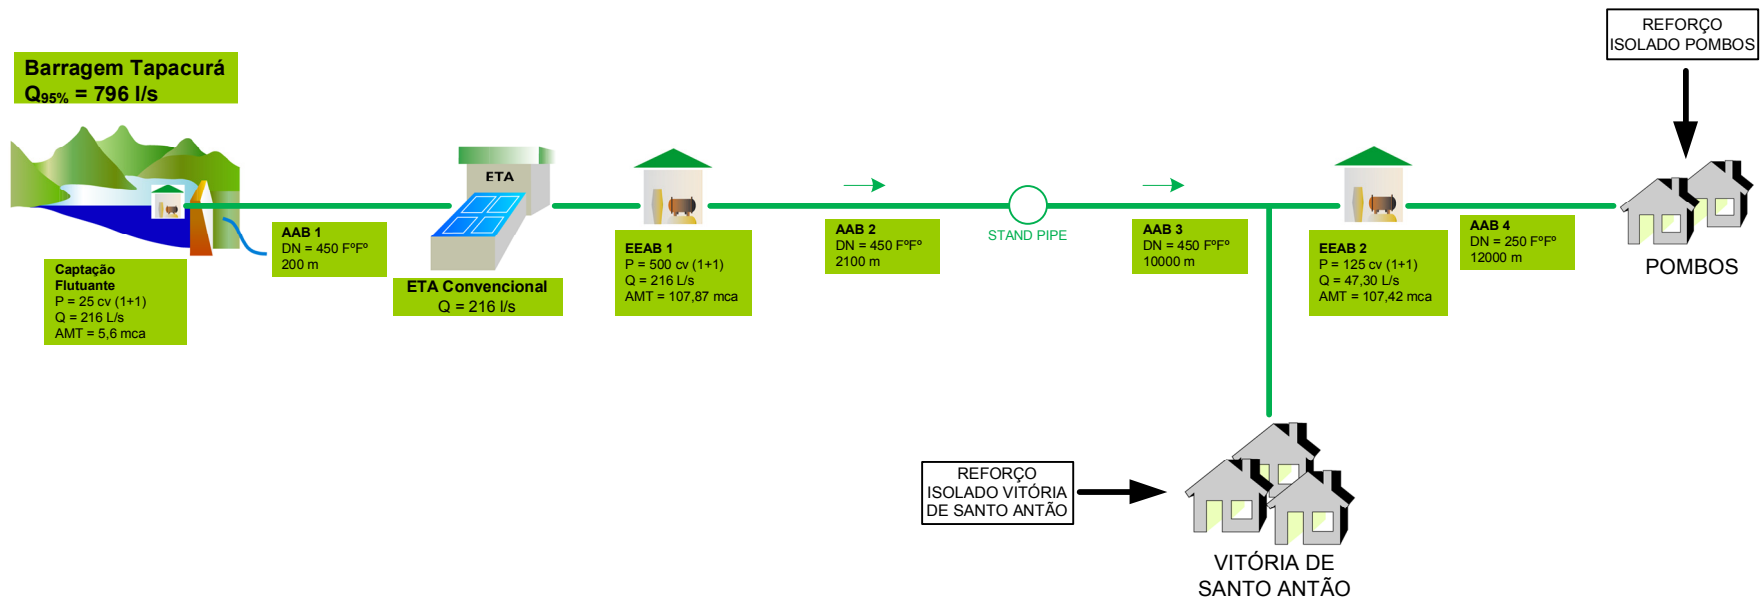 REFORÇO
ISOLADO POMBOS
Barragem Tapacurá
Q95% = 796 l/s
ETA
STAND PIPE
AAB 1
DN = 450 FºFº
200 m
AAB 2
DN = 450 FºFº
2100 m
AAB 3
DN = 450 FºFº
10000 m
AAB 4
DN = 250 FºFº
12000 m
POMBOS
Captação
Flutuante
P = 25 cv (1+1)
Q = 216 L/s
AMT = 5,6 mca
ETA Convencional
Q = 216 l/s
EEAB 1
P = 500 cv (1+1)
Q = 216 L/s
AMT = 107,87 mca
EEAB 2
P = 125 cv (1+1)
Q = 47,30 L/s
AMT = 107,42 mca
REFORÇO
ISOLADO VITÓRIA
DE SANTO ANTÃO
VITÓRIA DE
SANTO ANTÃO